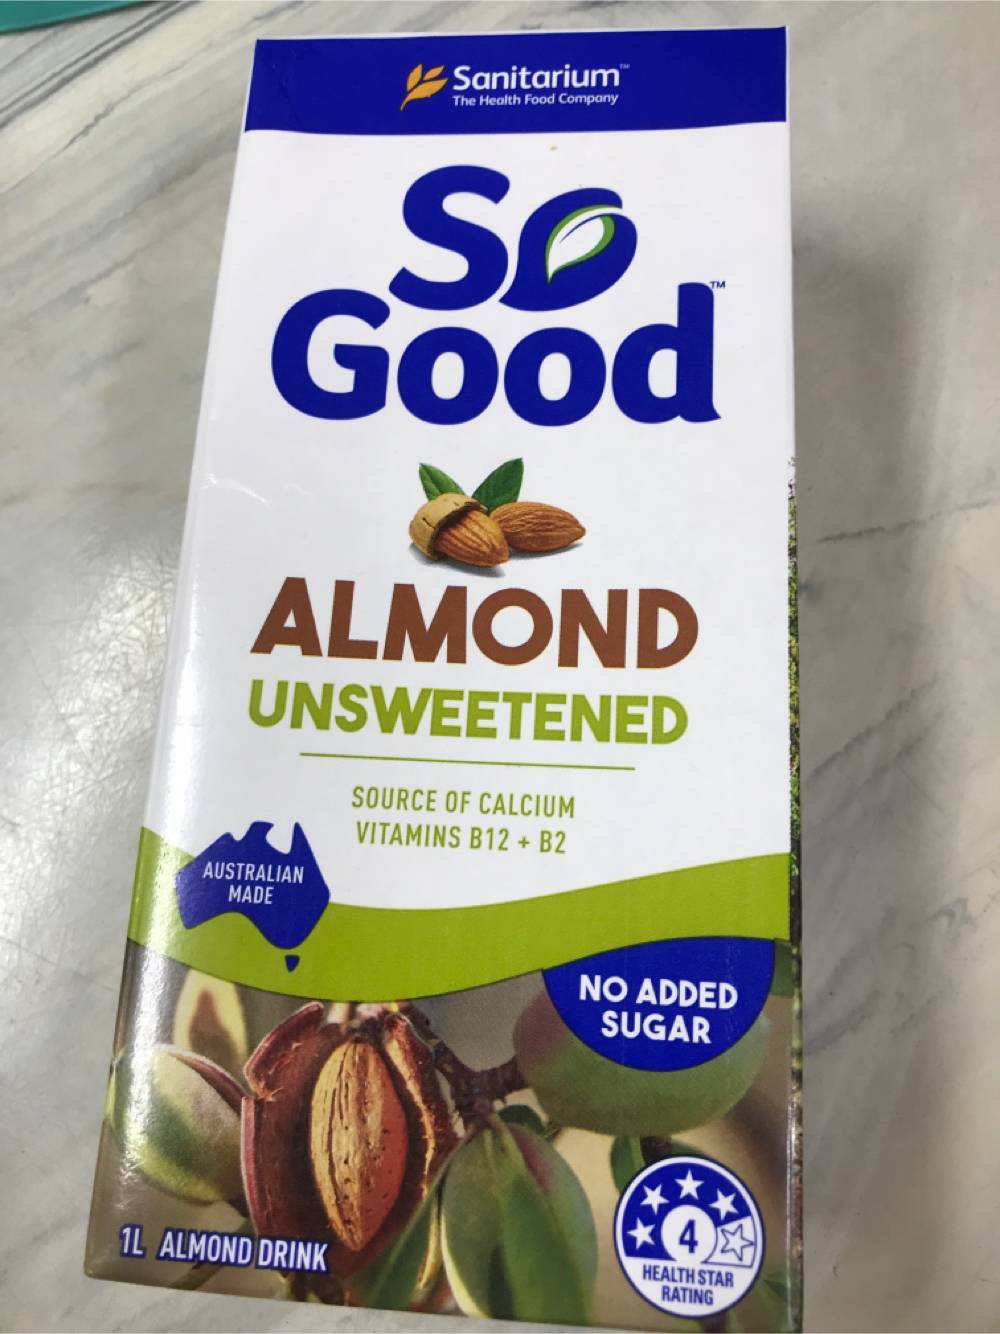 Sanitarium™
The Health Food Company
So
Good™
ALMOND
UNSWEETENED
SOURCE OF CALCIUM
VITAMINS B12 + B2
AUSTRALIAN
MADE
NO ADDED
SUGAR
1L ALMOND DRINK
4
HEALTH STAR
RATING